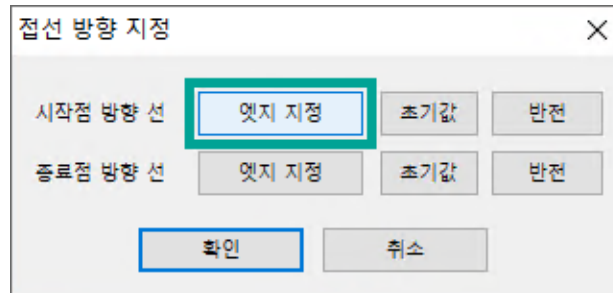 접선 방향 지정
시작점 방향 선 엣지 지정 초기값 반전
종료점 방향 선 엣지 지정 초기값 반전
확인 취소